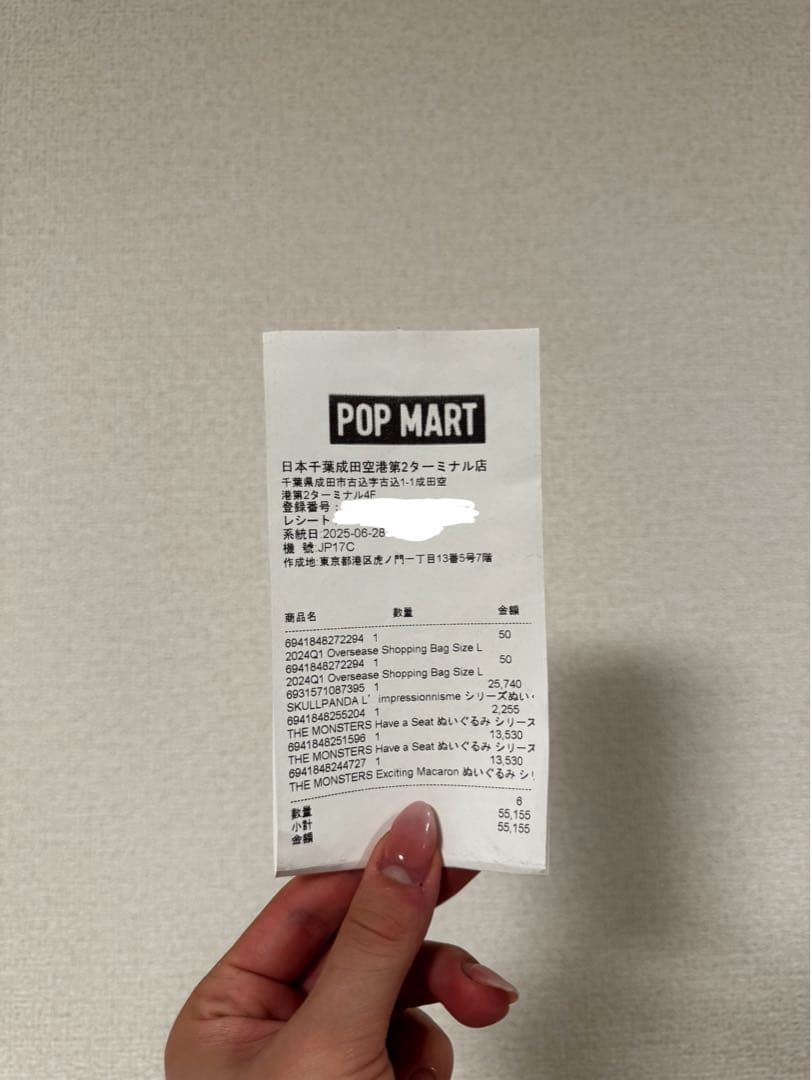 POP MART
日本千葉成田空港第2ターミナル店
千葉県成田市古込字古込1-1成田空
港第2ターミナル4F
登録番号:
レシート
系統日:2025-06-28
機 號:JP17C
作成地:東京都港区虎ノ門一丁目13番5号7階
商品名 數量 金額
6941848272294 1 50
2024Q1 Oversease Shopping Bag Size L
6941848272294 1 50
2024Q1 Oversease Shopping Bag Size L
6931571087395 1 25,740
SKULLPANDA L' impressionnisme シリーズぬい
6941848255204 1 2,255
THE MONSTERS Have a Seat ぬいぐるみ シリーズ
6941848251596 1 13,530
THE MONSTERS Have a Seat ぬいぐるみ シリーズ
6941848244727 1 13,530
THE MONSTERS Exciting Macaron ぬいぐるみ シリ
數量 6
小計 55,155
金額 55,155